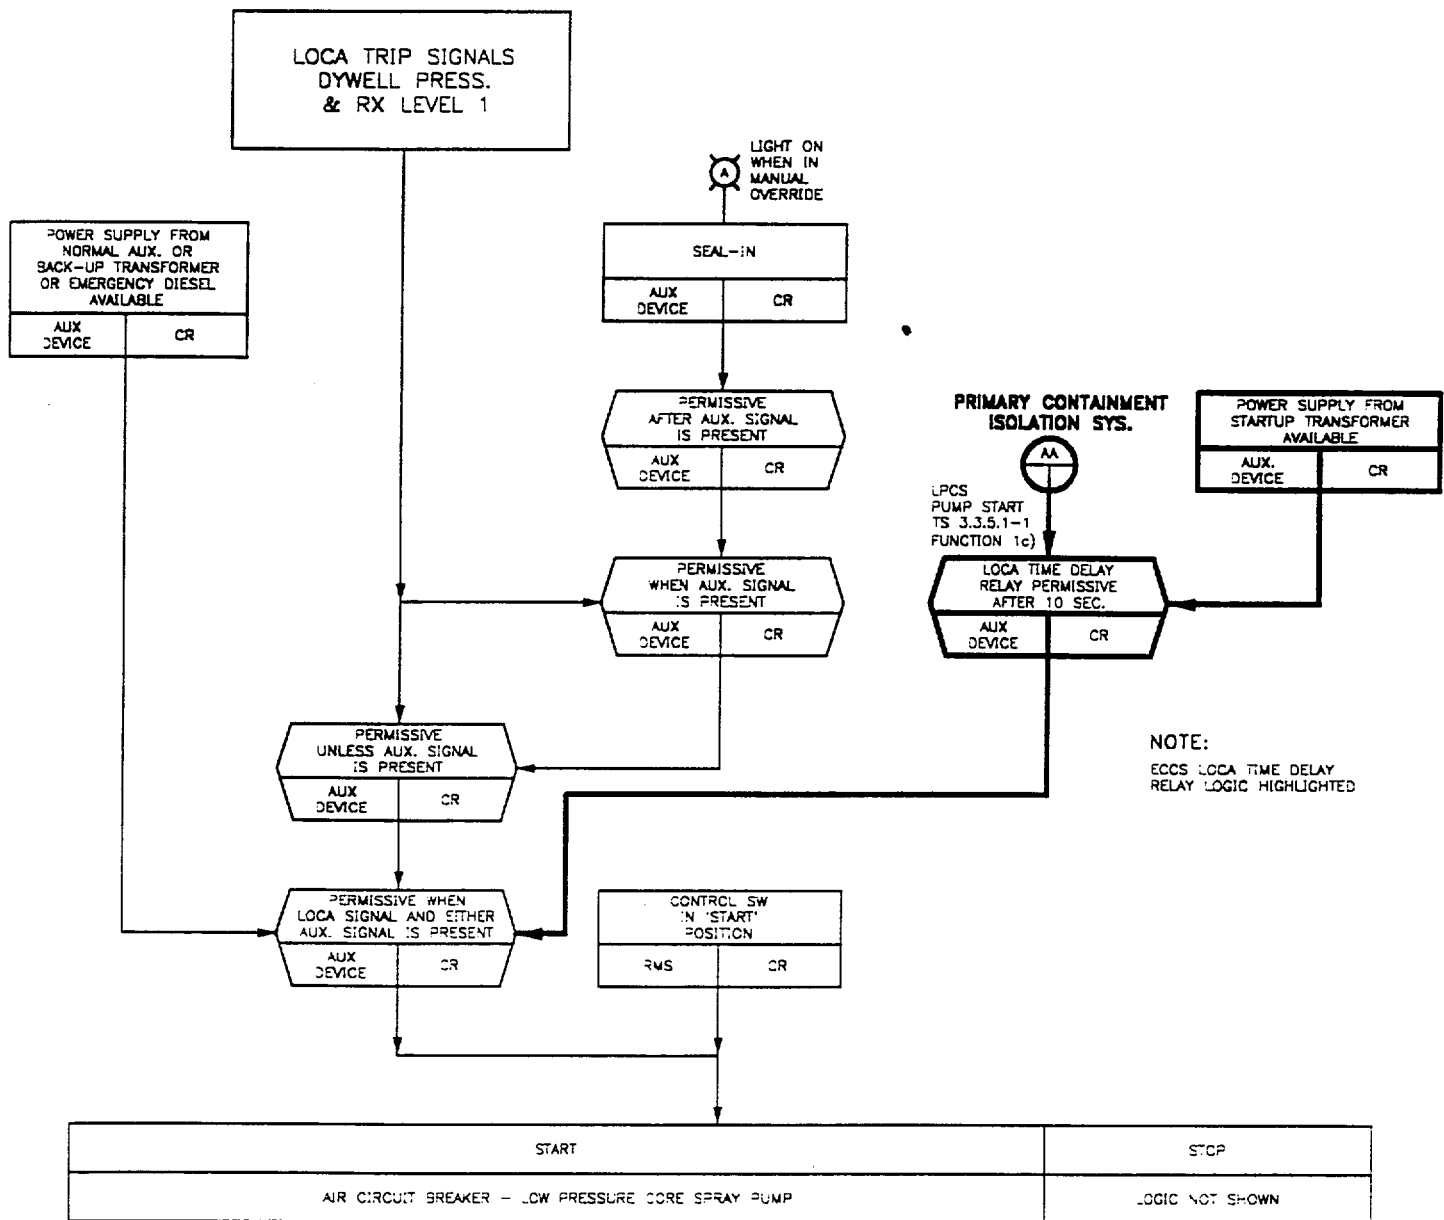 LOCA TRIP SIGNALS
DYWELL PRESS.
& RX LEVEL 1
A
LIGHT ON
WHEN IN
MANUAL
OVERRIDE
POWER SUPPLY FROM
NORMAL AUX. OR
BACK-UP TRANSFORMER
OR EMERGENCY DIESEL
AVAILABLE
AUX
DEVICE
CR
SEAL-IN
AUX
DEVICE
CR
PERMISSIVE
AFTER AUX. SIGNAL
IS PRESENT
AUX
DEVICE
CR
PRIMARY CONTAINMENT
ISOLATION SYS.
AA
POWER SUPPLY FROM
STARTUP TRANSFORMER
AVAILABLE
AUX.
DEVICE
CR
LPCS
PUMP START
TS 3.3.5.1-1
FUNCTION 1c)
PERMISSIVE
WHEN AUX. SIGNAL
IS PRESENT
AUX
DEVICE
CR
LOCA TIME DELAY
RELAY PERMISSIVE
AFTER 10 SEC.
AUX
DEVICE
CR
PERMISSIVE
UNLESS AUX. SIGNAL
IS PRESENT
AUX
DEVICE
CR
NOTE:
ECCS LOCA TIME DELAY
RELAY LOGIC HIGHLIGHTED
PERMISSIVE WHEN
LOCA SIGNAL AND EITHER
AUX. SIGNAL IS PRESENT
AUX
DEVICE
CR
CONTROL SW
IN 'START'
POSITION
RMS
CR
START
STOP
AIR CIRCUIT BREAKER - LOW PRESSURE CORE SPRAY PUMP
LOGIC NOT SHOWN